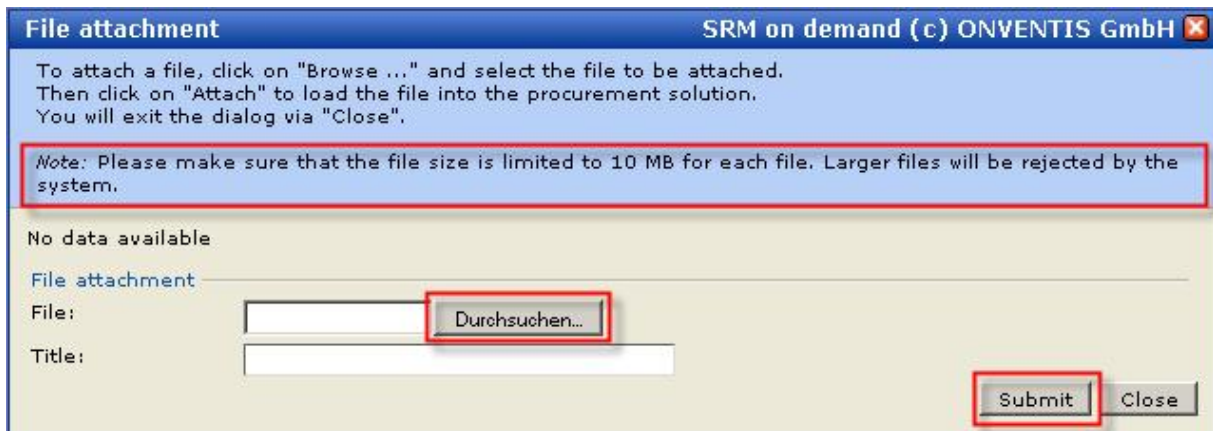 File attachment SRM on demand (c) ONVENTIS GmbH
To attach a file, click on "Browse ..." and select the file to be attached.
Then click on "Attach" to load the file into the procurement solution.
You will exit the dialog via "Close".
Note: Please make sure that the file size is limited to 10 MB for each file. Larger files will be rejected by the
system.
No data available
File attachment
File: Durchsuchen...
Title:
Submit Close